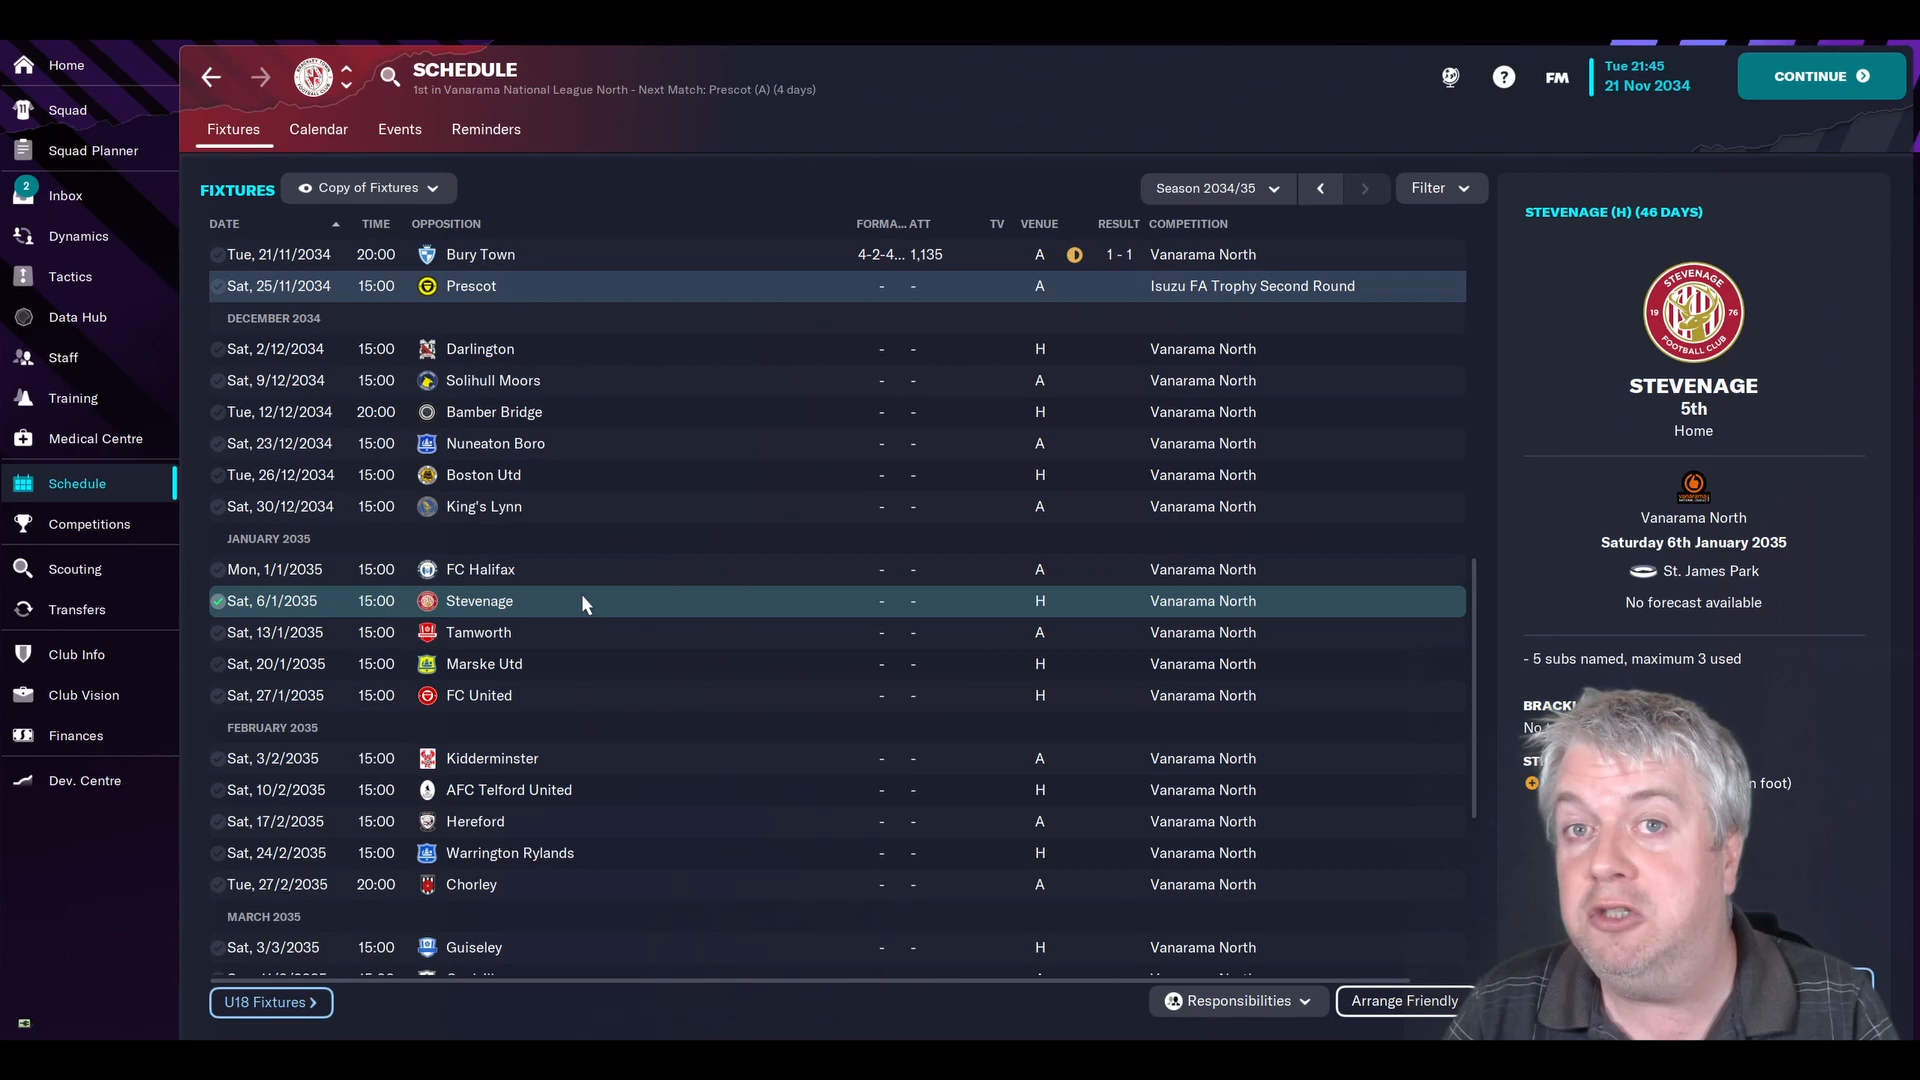 Home
Squad
Squad Planner
2
Inbox
Dynamics
Tactics
Data Hub
Staff
Training
Medical Centre
Schedule
Competitions
Scouting
Transfers
Club Info
Club Vision
Finances
Dev. Centre
SCHEDULE
1st in Vanarama National League North - Next Match: Prescot (A) (4 days)
Fixtures Calendar Events Reminders
FM
Tue 21:45
21 Nov 2034
CONTINUE
FIXTURES Copy of Fixtures Season 2034/35 Filter
DATE TIME OPPOSITION FORMA... ATT TV VENUE RESULT COMPETITION
Tue, 21/11/2034 20:00 Bury Town 4-2-4... 1,135 A 1 - 1 Vanarama North
Sat, 25/11/2034 15:00 Prescot - - A Isuzu FA Trophy Second Round
DECEMBER 2034
Sat, 2/12/2034 15:00 Darlington - - H Vanarama North
Sat, 9/12/2034 15:00 Solihull Moors - - A Vanarama North
Tue, 12/12/2034 20:00 Bamber Bridge - - H Vanarama North
Sat, 23/12/2034 15:00 Nuneaton Boro - - A Vanarama North
Tue, 26/12/2034 15:00 Boston Utd - - H Vanarama North
Sat, 30/12/2034 15:00 King's Lynn - - A Vanarama North
JANUARY 2035
Mon, 1/1/2035 15:00 FC Halifax - - A Vanarama North
Sat, 6/1/2035 15:00 Stevenage - - H Vanarama North
Sat, 13/1/2035 15:00 Tamworth - - A Vanarama North
Sat, 20/1/2035 15:00 Marske Utd - - H Vanarama North
Sat, 27/1/2035 15:00 FC United - - H Vanarama North
FEBRUARY 2035
Sat, 3/2/2035 15:00 Kidderminster - - A Vanarama North
Sat, 10/2/2035 15:00 AFC Telford United - - H Vanarama North
Sat, 17/2/2035 15:00 Hereford - - A Vanarama North
Sat, 24/2/2035 15:00 Warrington Rylands - - H Vanarama North
Tue, 27/2/2035 20:00 Chorley - - A Vanarama North
MARCH 2035
Sat, 3/3/2035 15:00 Guiseley - - H Vanarama North
U18 Fixtures
Responsibilities
Arrange Friendly
STEVENAGE (H) (46 DAYS)
STEVENAGE
19 76
FOOTBALL CLUB
STEVENAGE
5th
Home
Vanarama North
Saturday 6th January 2035
St. James Park
No forecast available
- 5 subs named, maximum 3 used
BRACK
No
ST
n foot)